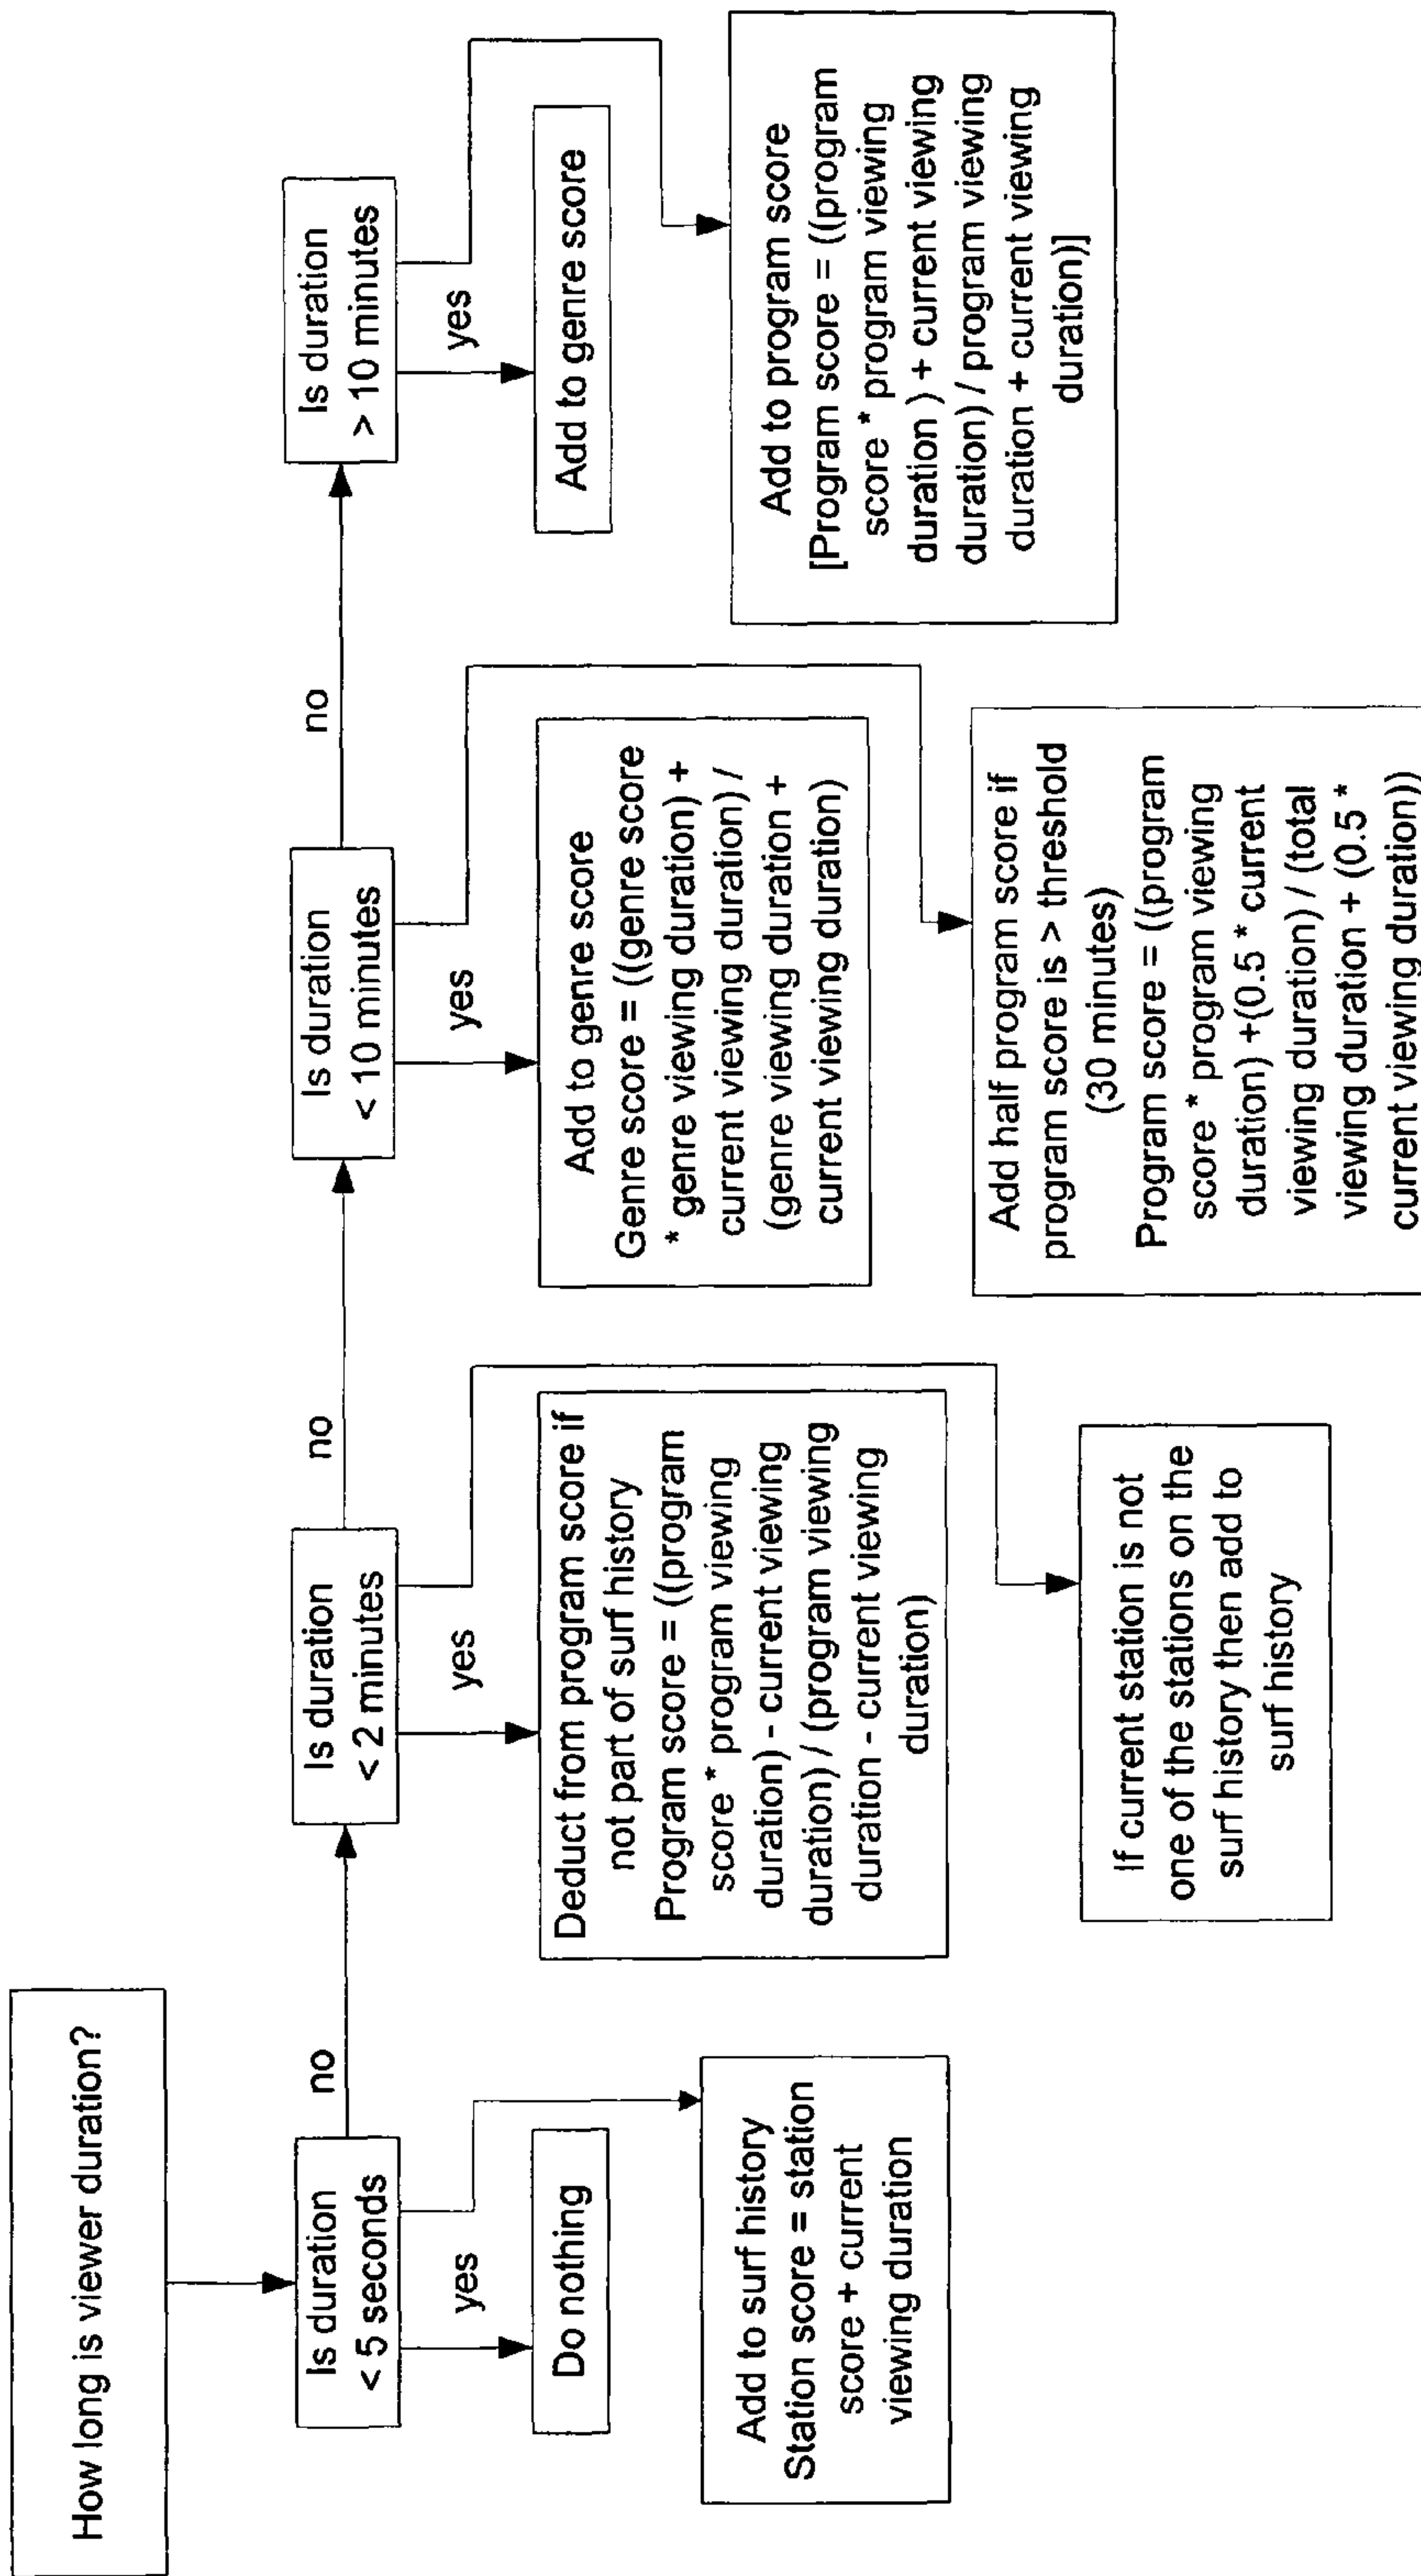 How long is viewer duration?
Is duration
< 5 seconds
no
yes
Do nothing
Add to surf history
Station score = station
score + current
viewing duration
Is duration
< 2 minutes
no
yes
Deduct from program score if
not part of surf history
Program score = ((program
score * program viewing
duration) - current viewing
duration) / (program viewing
duration - current viewing
duration)
If current station is not
one of the stations on the
surf history then add to
surf history
Is duration
< 10 minutes
no
yes
Add to genre score
Genre score = ((genre score
* genre viewing duration) +
current viewing duration) /
(genre viewing duration +
current viewing duration)
Add half program score if
program score is > threshold
(30 minutes)
Program score = ((program
score * program viewing
duration) +(0.5 * current
viewing duration) / (total
viewing duration + (0.5 *
current viewing duration))
Is duration
> 10 minutes
yes
Add to genre score
Add to program score
[Program score = ((program
score * program viewing
duration ) + current viewing
duration) / program viewing
duration + current viewing
duration)]